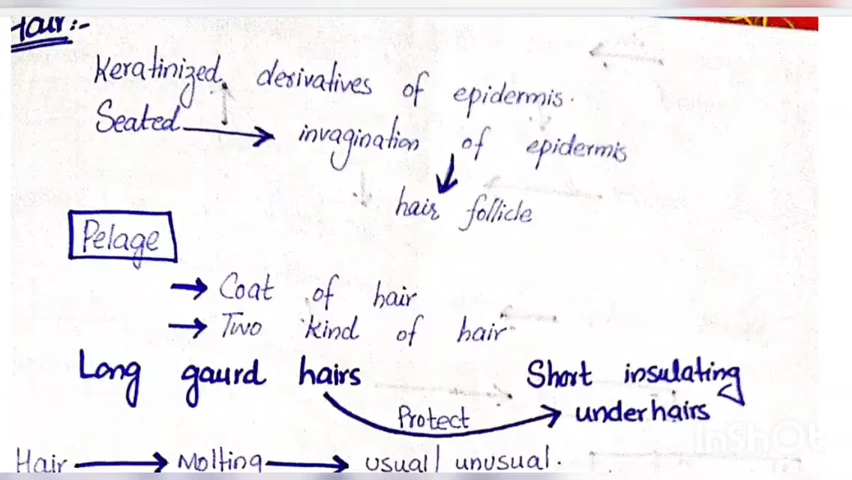 Hair:-
Keratinized derivatives of epidermis.
Seated → invagination of epidermis
↓
hair follicle
Pelage
→ Coat of hair
→ Two kind of hair
Long gaurd hairs Short insulating
Protect → underhairs
Hair → Molting → usual/ unusual.
InShOt